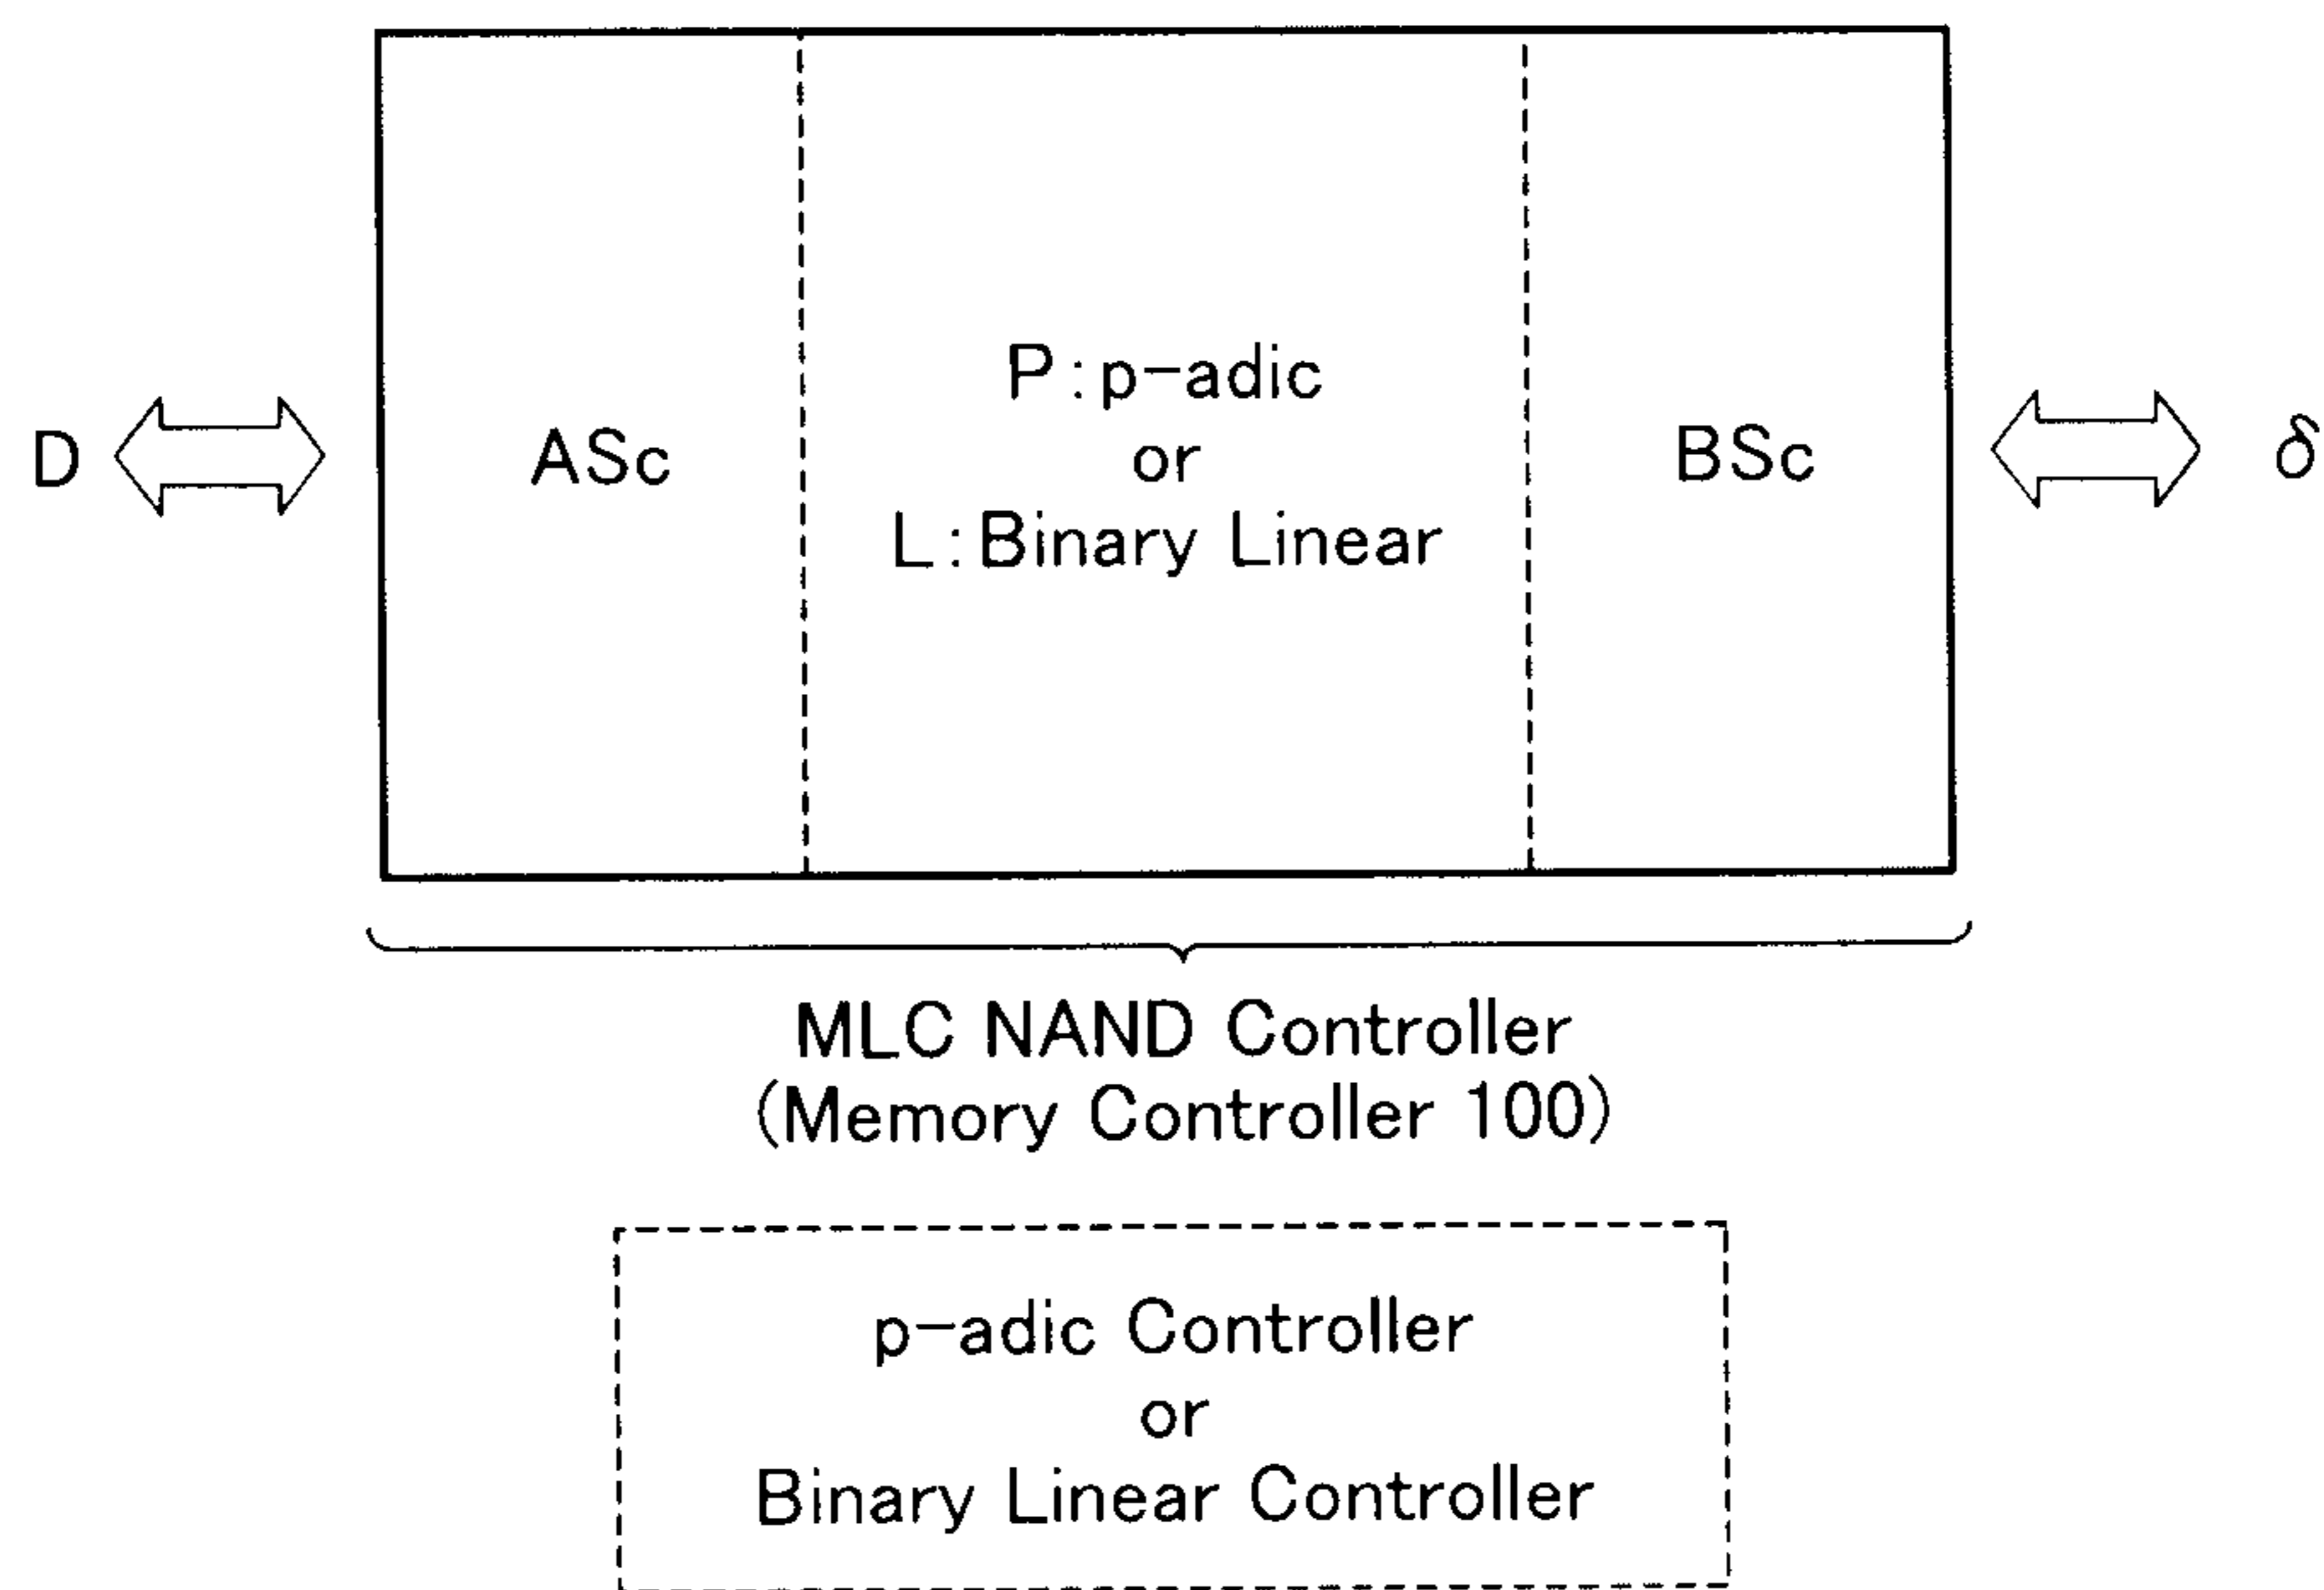 D
ASc
P:p-adic
or
L:Binary Linear
BSc
δ
MLC NAND Controller
(Memory Controller 100)
p-adic Controller
or
Binary Linear Controller